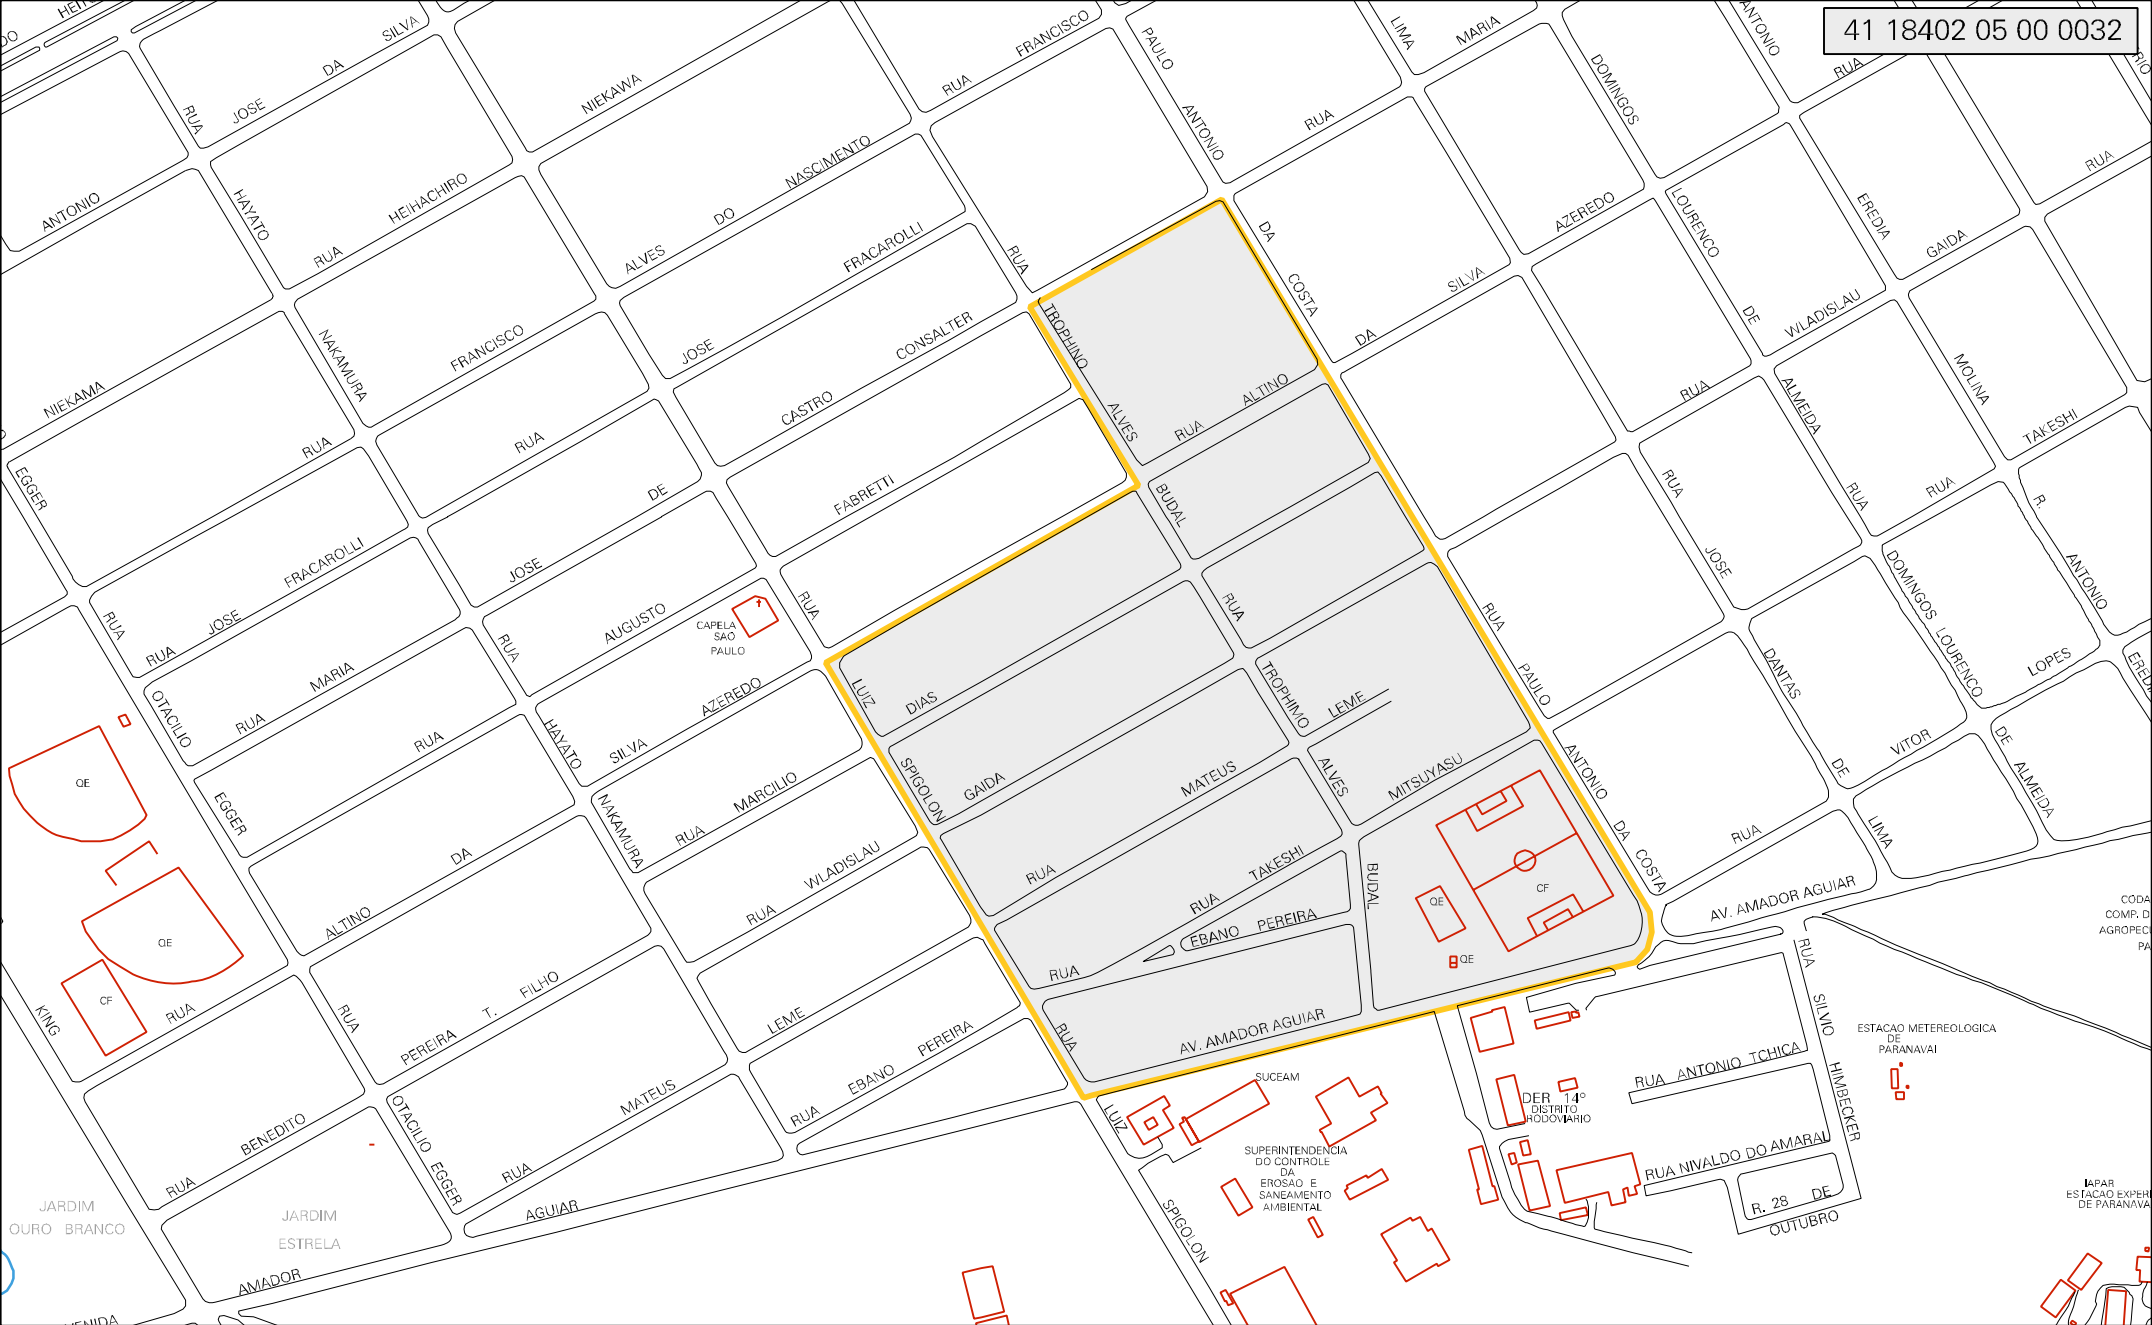 41 18402 05 00 0032
SILVA
DA
JOSE
RUA
NIEKAWA
RUA
FRANCISCO
PAULO
ANTONIO
LIMA
MARIA
RUA
DOMINGOS
ANTONIO
RUA
RUA
ANTONIO
HAYATO
RUA
HEIHACHIRO
ALVES
DO
NASCIMENTO
JOSE
FRACAROLLI
RUA
DA
COSTA
DA
SILVA
AZEREDO
LOURENCO
DE
EREDIA
GAIDA
WLADISLAU
NIEKAMA
NAKAMURA
FRANCISCO
RUA
RUA
CASTRO
CONSALTER
TROPHINO
ALVES
RUA
ALTINO
RUA
ALMEIDA
MOLINA
TAKESHI
EGGER
RUA
JOSE
FRACAROLLI
JOSE
DE
FABRETTI
BUDAL
RUA
JOSE
RUA
RUA
R.
ANTONIO
RUA
MARIA
RUA
AUGUSTO
CAPELA
SAO
PAULO
RUA
RUA
RUA
PAULO
DOMINGOS
LOURENCO
LOPES
OTACILIO
EGGER
RUA
HAYATO
SILVA
AZEREDO
LUIZ
DIAS
TROPHIMO
LEME
DANTAS
DE
VITOR
DE
ALMEIDA
QE
QE
CF
ALTINO
DA
NAKAMURA
RUA
MARCILIO
SPIGOLON
GAIDA
MATEUS
RUA
ALVES
MITSUYASU
ANTONIO
DA
COSTA
RUA
LIMA
RUA
WLADISLAU
RUA
TAKESHI
RUA
EBANO PEREIRA
BUDAL
QE
CF
QE
AV. AMADOR AGUIAR
KING
RUA
RUA
PEREIRA
T.
FILHO
LEME
RUA
AV. AMADOR AGUIAR
RUA
SILVIO
HIMBECKER
ESTACAO METEREOLOGICA
DE
PARANAVAI
RUA
BENEDITO
OTACILIO
EGGER
MATEUS
RUA
RUA
EBANO
PEREIRA
LUIZ
SPIGOLON
SUCEAM
SUPERINTENDENCIA
DO CONTROLE
DA
EROSAO E
SANEAMENTO
AMBIENTAL
DER 14º
DISTRITO
RODOVIARIO
RUA ANTONIO TCHICA
RUA NIVALDO DO AMARAL
R. 28 DE
OUTUBRO
JARDIM
OURO BRANCO
JARDIM
ESTRELA
AMADOR
AGUIAR
IAPAR